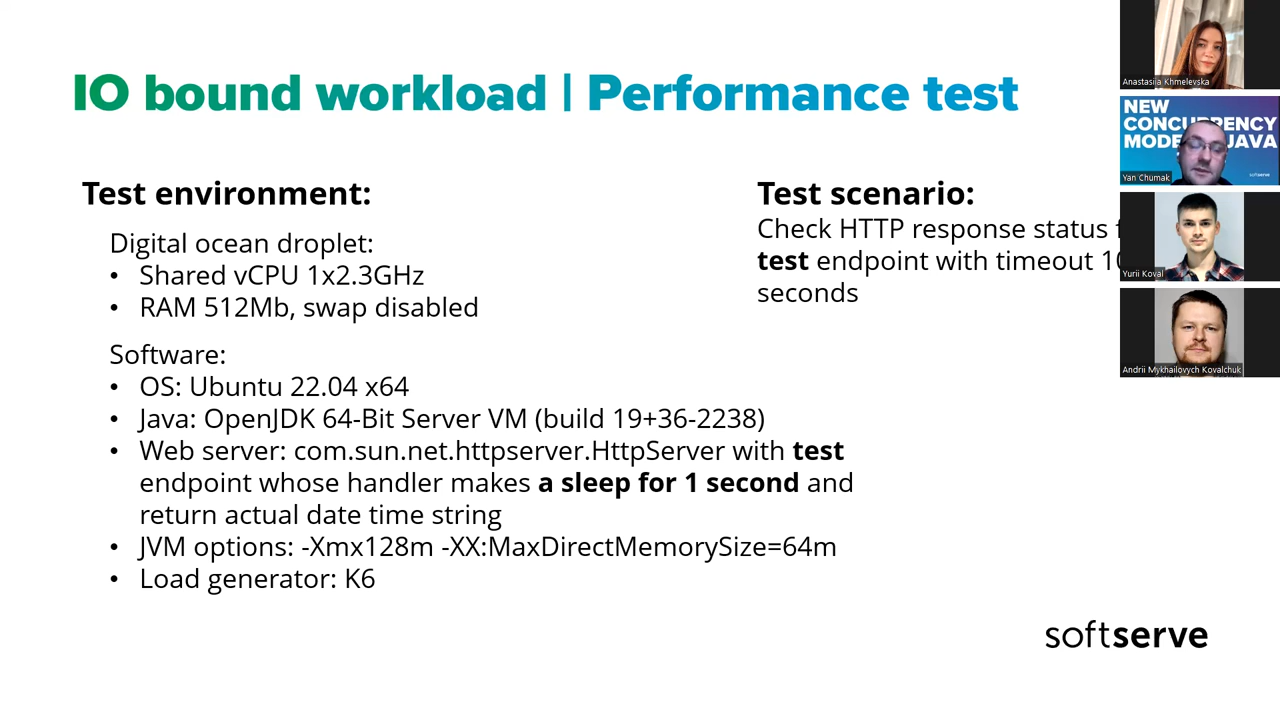 IO bound workload | Performance test
Test environment:
Digital ocean droplet:
• Shared vCPU 1x2.3GHz
• RAM 512Mb, swap disabled
Software:
• OS: Ubuntu 22.04 x64
• Java: OpenJDK 64-Bit Server VM (build 19+36-2238)
• Web server: com.sun.net.httpserver.HttpServer with test
endpoint whose handler makes a sleep for 1 second and
return actual date time string
• JVM options: -Xmx128m -XX:MaxDirectMemorySize=64m
• Load generator: K6
Test scenario:
Check HTTP response status
test endpoint with timeout
seconds
Anastasiia Khmelevska
NEW
CONCURRENCY
JAVA
softserve
Yan Chumak
Yurii Koval
Andrii Mykhailovych Kovalchuk
softserve